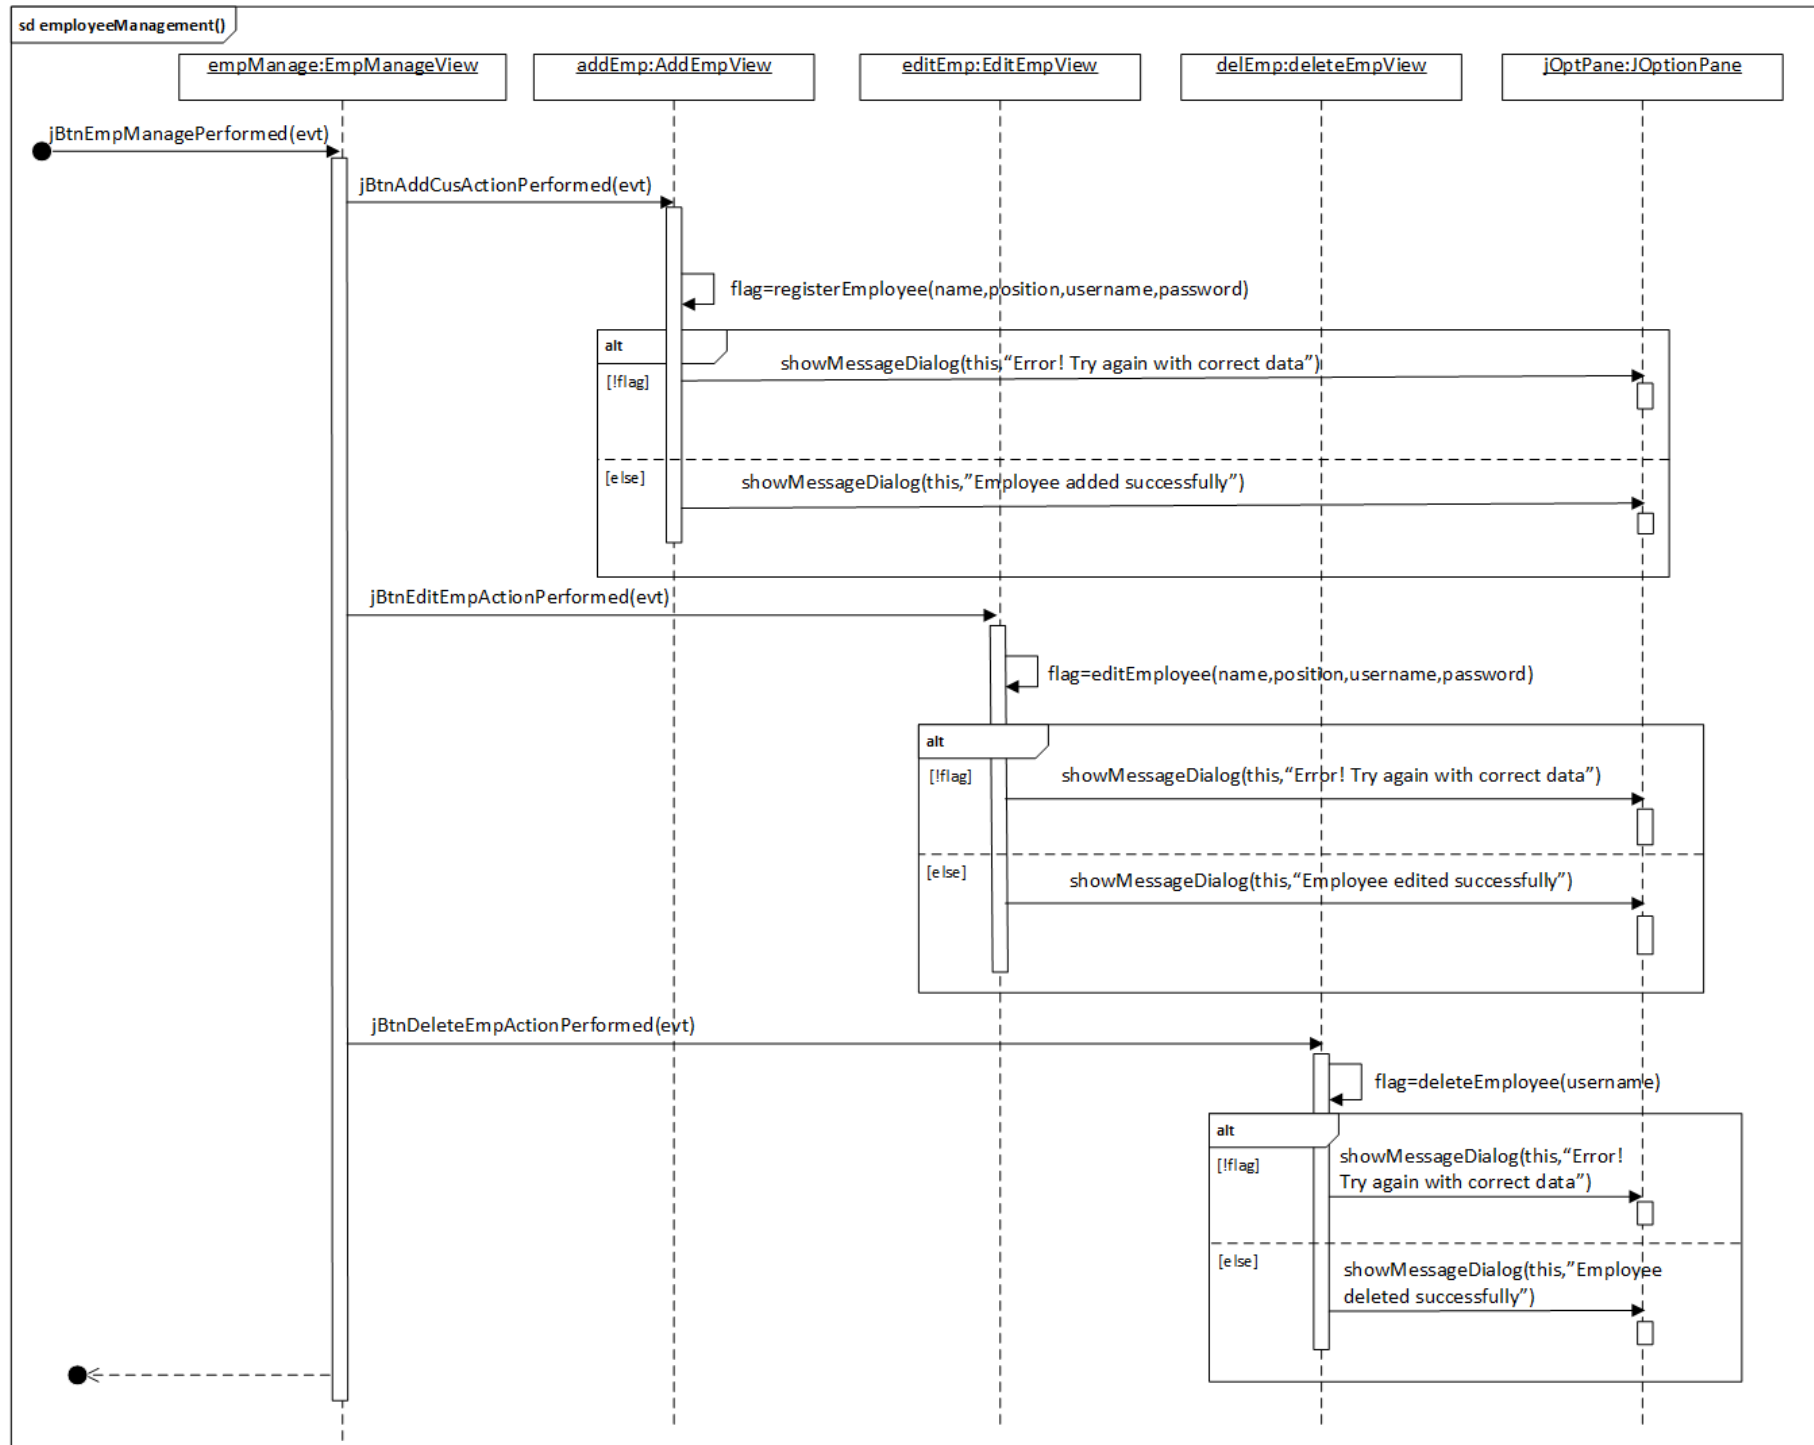 sd employeeManagement()
empManage:EmpManageView
addEmp:AddEmpView
editEmp:EditEmpView
delEmp:deleteEmpView
jOptPane:JOptionPane
jBtnEmpManagePerformed(evt)
jBtnAddCusActionPerformed(evt)
flag=registerEmployee(name,position,username,password)
alt
[!flag]
showMessageDialog(this,“Error! Try again with correct data”)
[else]
showMessageDialog(this,”Employee added successfully”)
jBtnEditEmpActionPerformed(evt)
flag=editEmployee(name,position,username,password)
alt
[!flag]
showMessageDialog(this,“Error! Try again with correct data”)
[else]
showMessageDialog(this,“Employee edited successfully”)
jBtnDeleteEmpActionPerformed(evt)
flag=deleteEmployee(username)
alt
[!flag]
showMessageDialog(this,“Error!
Try again with correct data”)
[else]
showMessageDialog(this,”Employee
deleted successfully”)